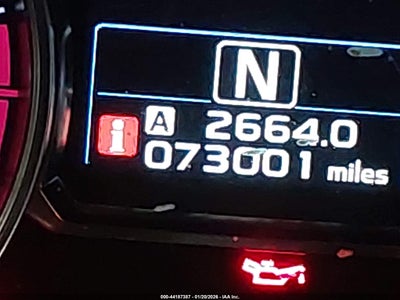 N
i A 2664.0
073001 miles
000-44187387 - 01/20/2026 - IAA Inc.